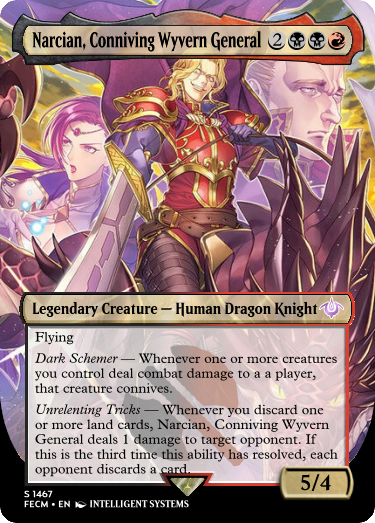 Narcian, Conniving Wyvern General 2
Legendary Creature — Human Dragon Knight
Flying
Dark Schemer — Whenever one or more creatures
you control deal combat damage to a a player,
that creature connives.
Unrelenting Tricks — Whenever you discard one
or more land cards, Narcian, Conniving Wyvern
General deals 1 damage to target opponent. If
this is the third time this ability has resolved, each
opponent discards a card.
5/4
S 1467
FECM • EN INTELLIGENT SYSTEMS